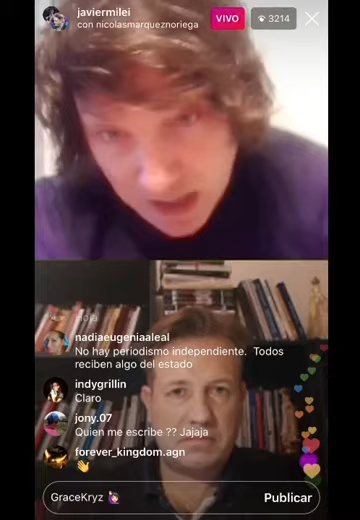 javiermilei
con nicolasmarqueznoriega
VIVO
3214
nadiaeugeniaaleal
No hay periodismo independiente. Todos
reciben algo del estado
indygrillin
Claro
jony.07
Quien me escribe ?? Jajaja
forever_kingdom.agn
👋
GraceKryz 🙋🏻‍♀️
Publicar